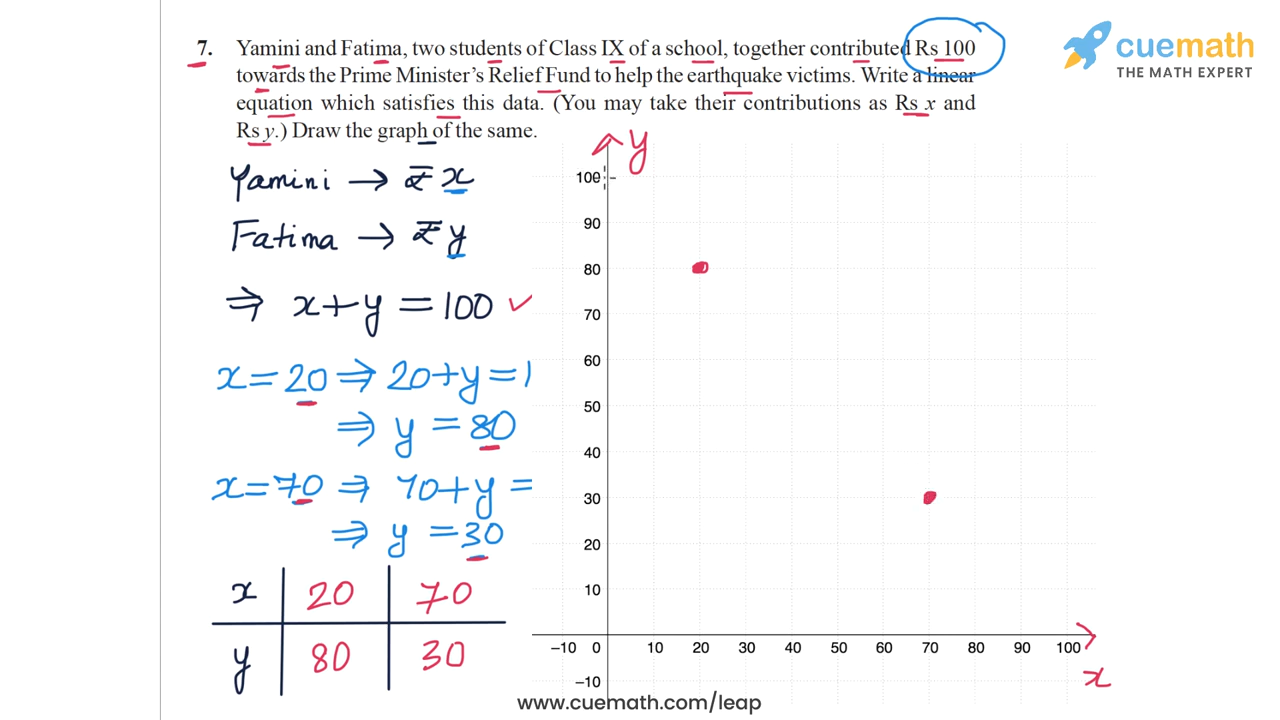 7. Yamini and Fatima, two students of Class IX of a school, together contributed Rs 100
towards the Prime Minister's Relief Fund to help the earthquake victims. Write a linear
equation which satisfies this data. (You may take their contributions as Rs x and
Rs y.) Draw the graph of the same.
cuemath
THE MATH EXPERT
Yamini → ₹ x
Fatima → ₹ y
⇒ x+y = 100 ✓
x = 20 ⇒ 20+y = 1
⇒ y = 80
x = 70 ⇒ 70+y =
⇒ y = 30
x 20 70
y 80 30
y
100
90
80
70
60
50
40
30
20
10
-10 0 10 20 30 40 50 60 70 80 90 100
-10
x
www.cuemath.com/leap